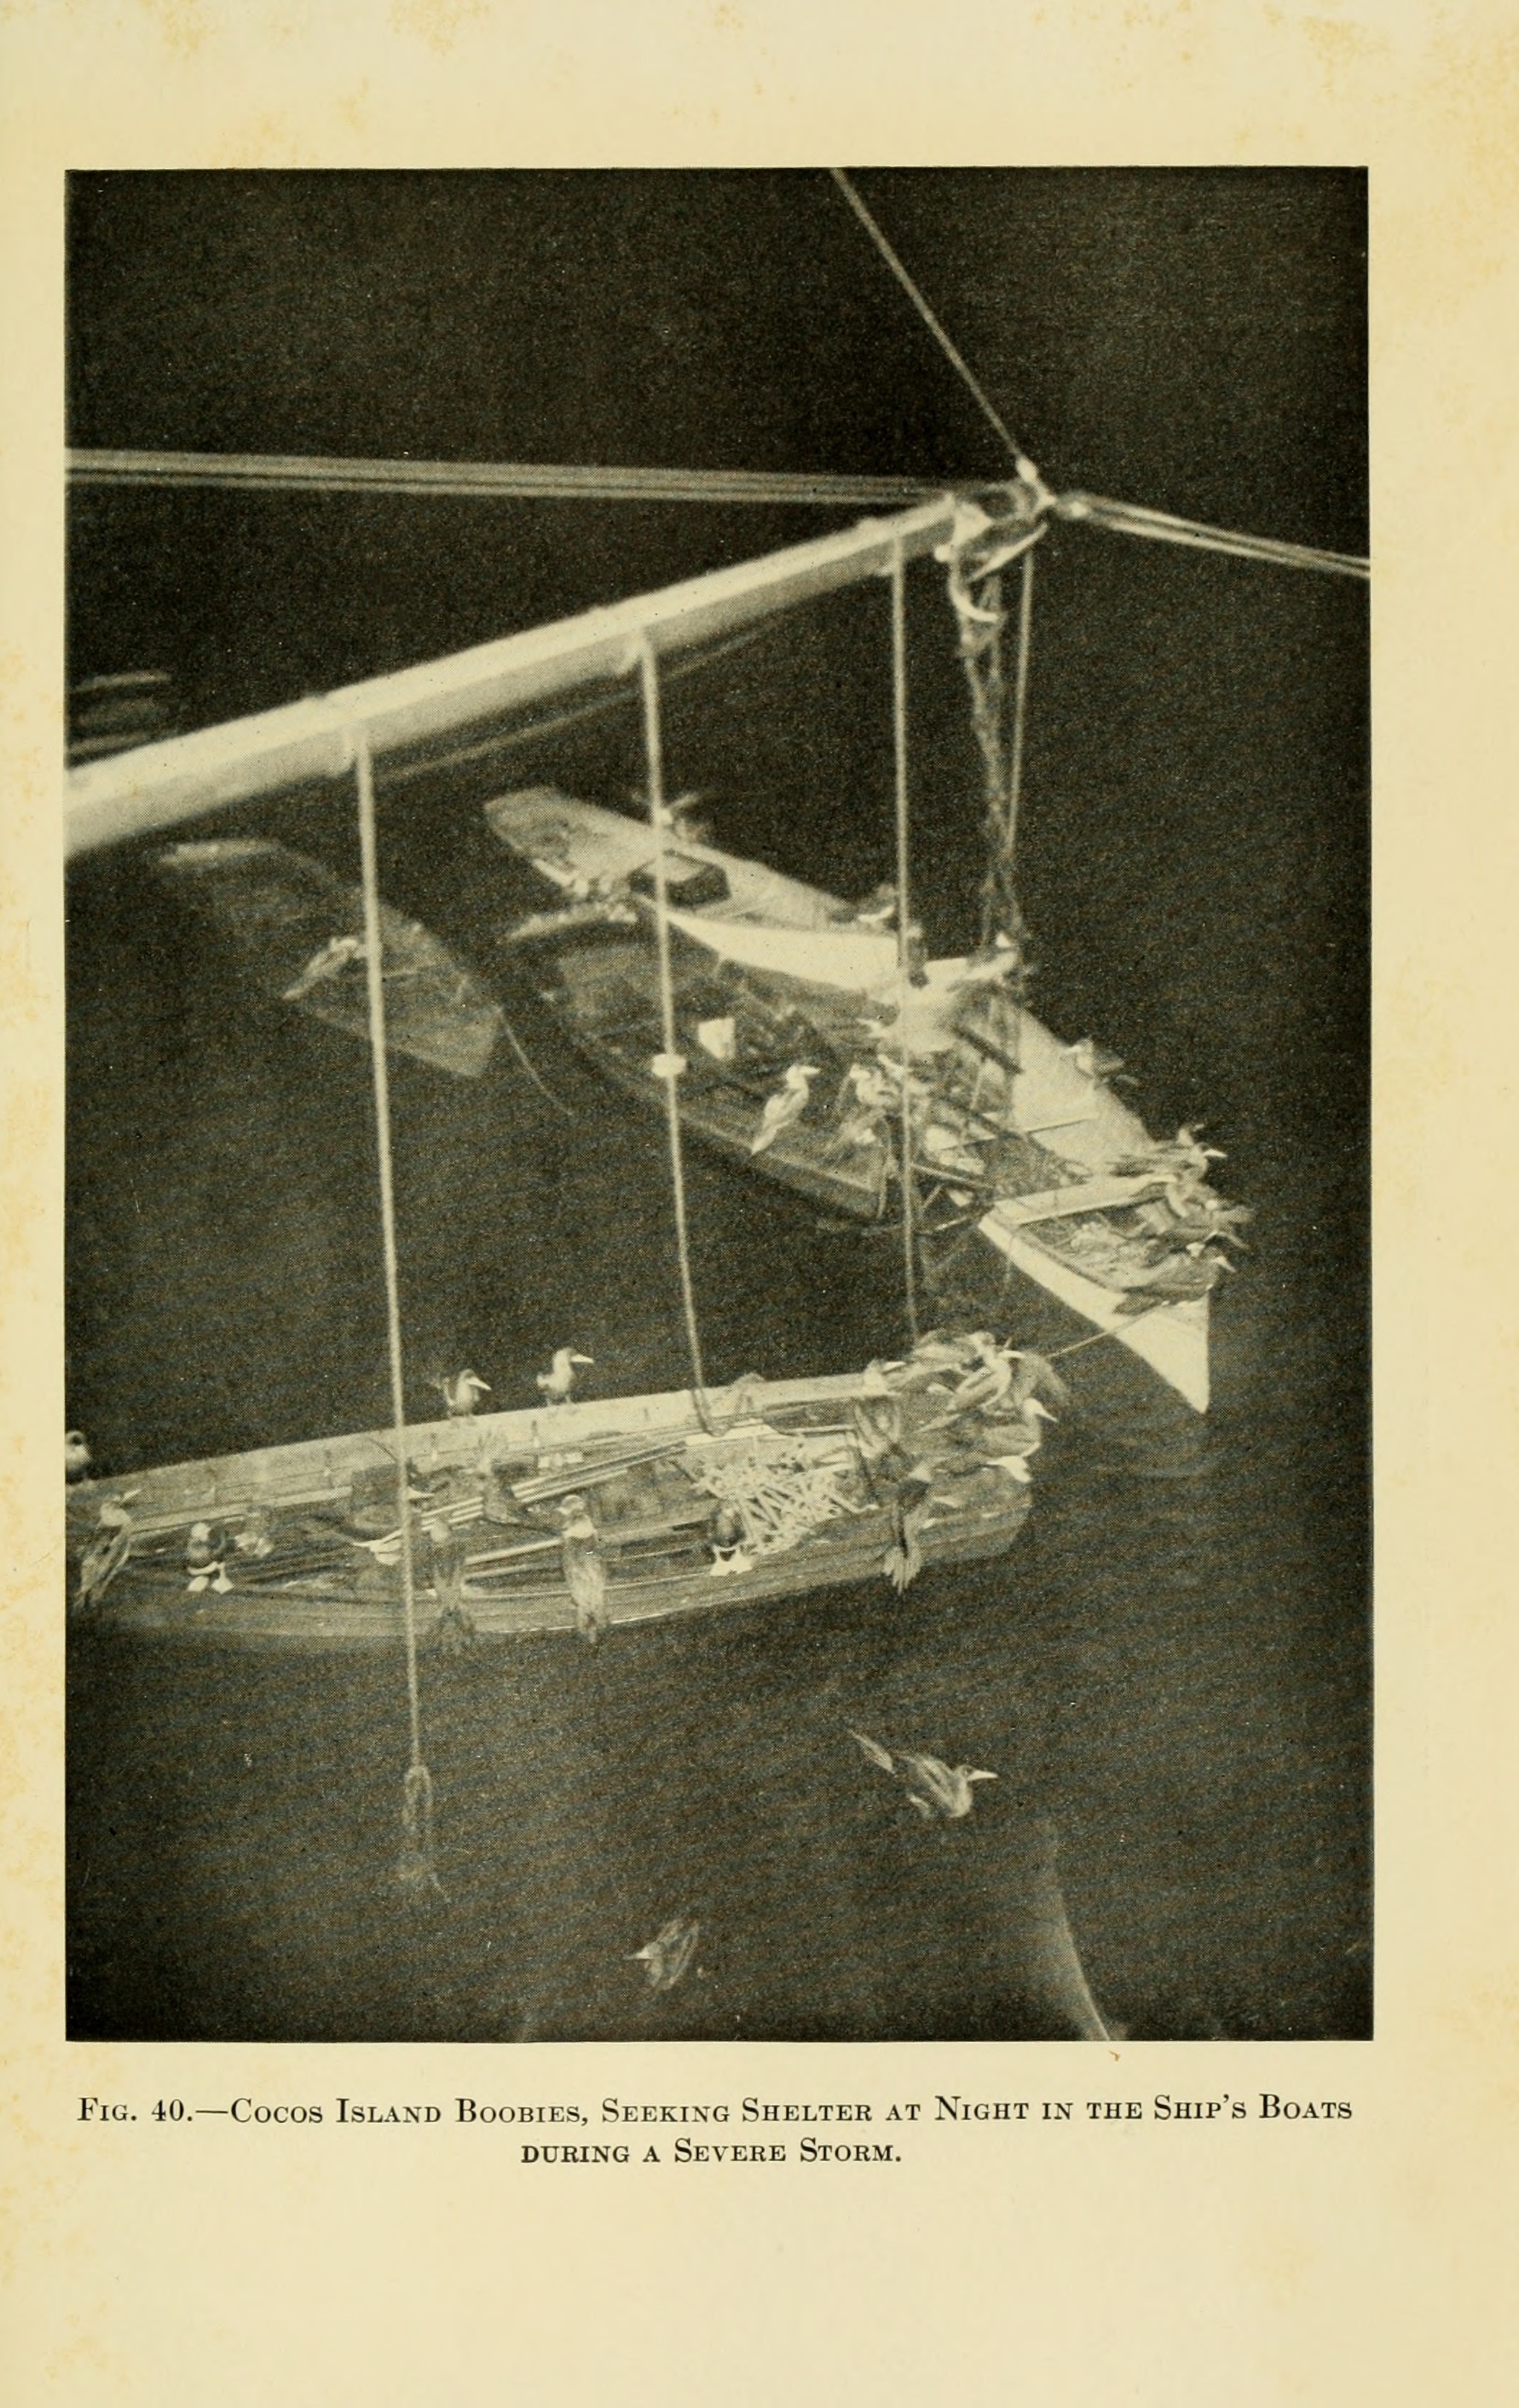 Fig. 40.—Cocos Island Boobies, Seeking Shelter at Night in the Ship's Boats
during a Severe Storm.